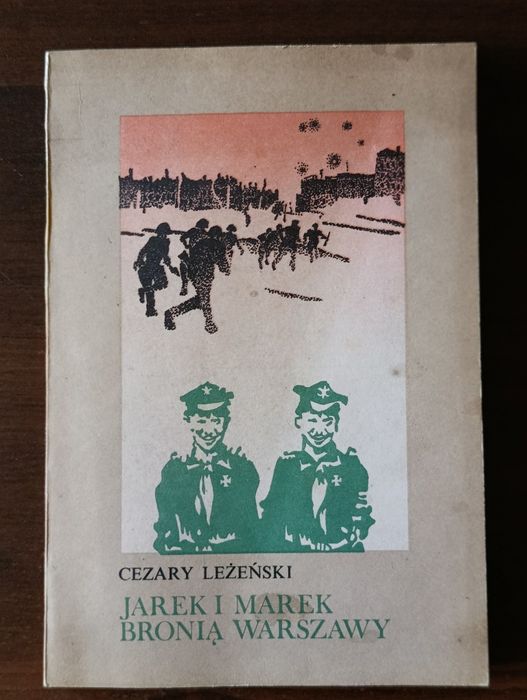 CEZARY LEŻEŃSKI
JAREK I MAREK
BRONIĄ WARSZAWY